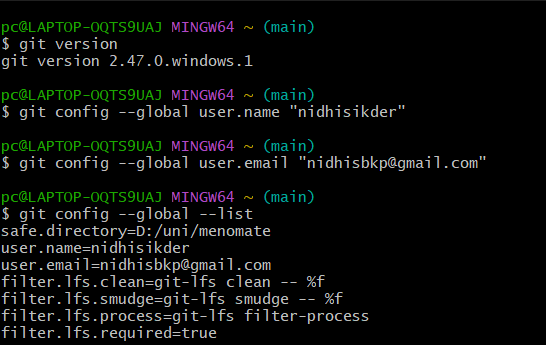 pc@LAPTOP-OQTS9UAJ MINGW64 ~ (main)
$ git version
git version 2.47.0.windows.1
pc@LAPTOP-OQTS9UAJ MINGW64 ~ (main)
$ git config --global user.name "nidhisikder"
pc@LAPTOP-OQTS9UAJ MINGW64 ~ (main)
$ git config --global user.email "nidhisbkp@gmail.com"
pc@LAPTOP-OQTS9UAJ MINGW64 ~ (main)
$ git config --global --list
safe.directory=D:/uni/menomate
user.name=nidhisikder
user.email=nidhisbkp@gmail.com
filter.lfs.clean=git-lfs clean -- %f
filter.lfs.smudge=git-lfs smudge -- %f
filter.lfs.process=git-lfs filter-process
filter.lfs.required=true